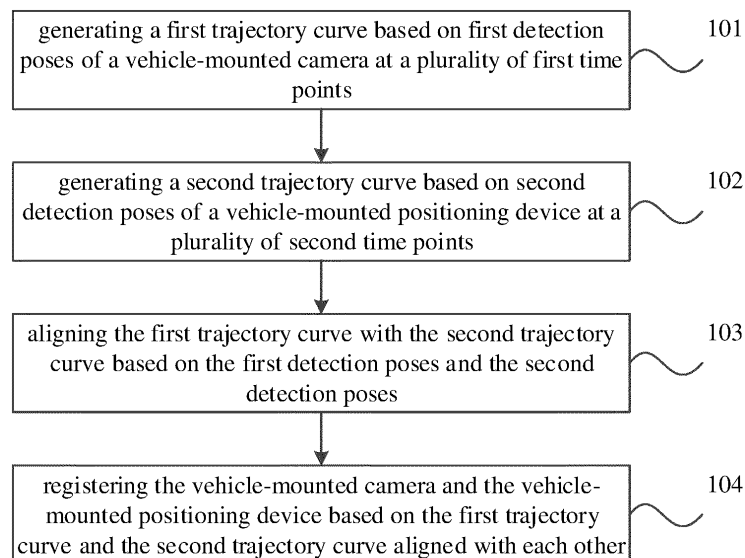 generating a first trajectory curve based on first detection
poses of a vehicle-mounted camera at a plurality of first time
points
101
generating a second trajectory curve based on second
detection poses of a vehicle-mounted positioning device at a
plurality of second time points
102
aligning the first trajectory curve with the second trajectory
curve based on the first detection poses and the second
detection poses
103
registering the vehicle-mounted camera and the vehicle-
mounted positioning device based on the first trajectory
curve and the second trajectory curve aligned with each other
104